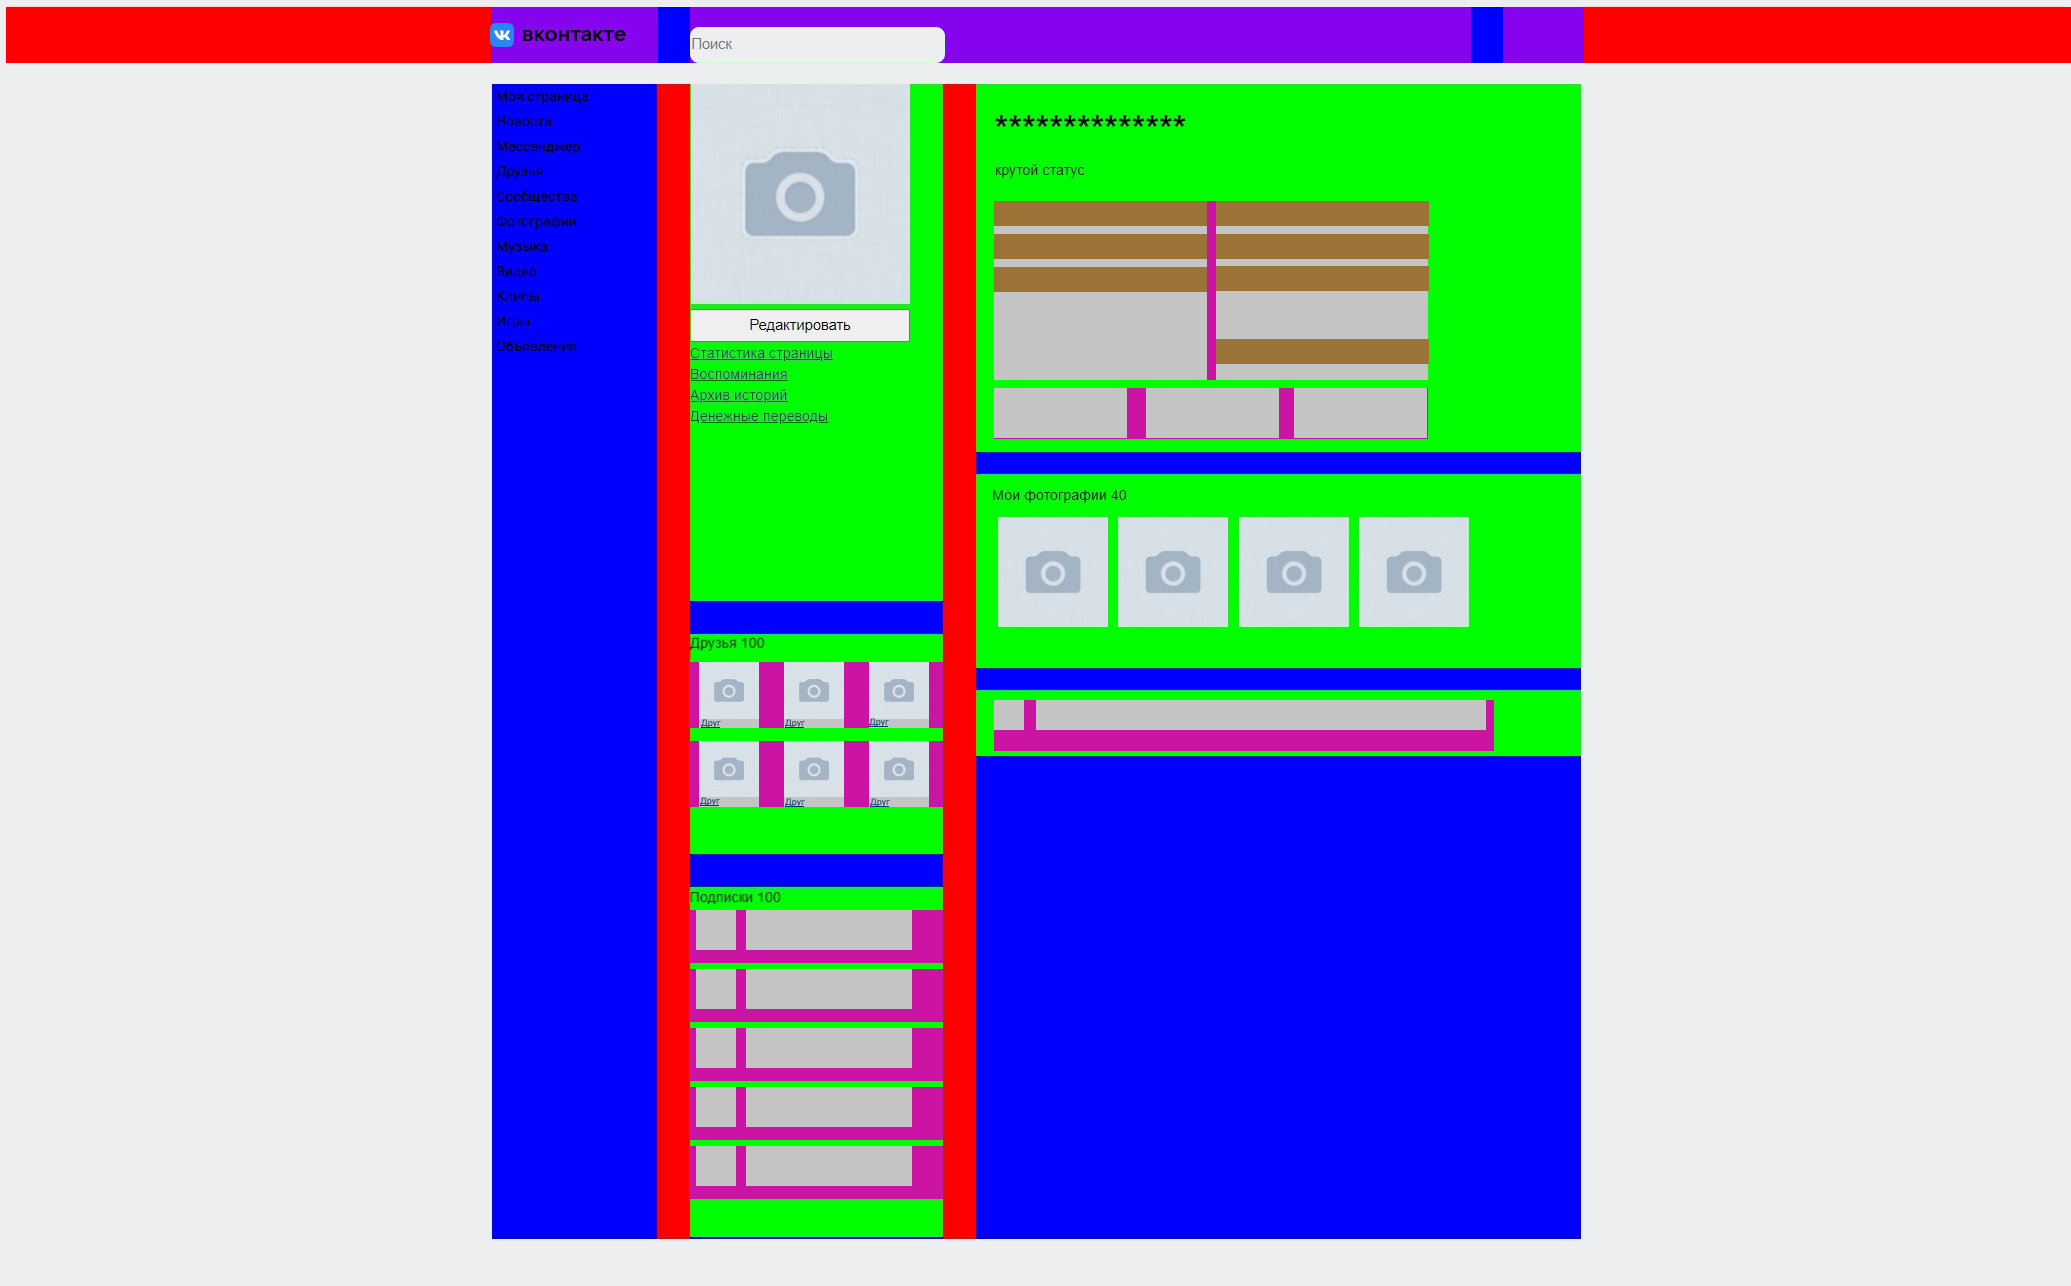 вконтакте
Поиск
Моя страница
Новости
Мессенджер
Друзья
Сообщества
Фотографии
Музыка
Видео
Клипы
Игры
Объявления
Редактировать
Статистика страницы
Воспоминания
Архив историй
Денежные переводы
Друзья 100
Друг
Друг
Друг
Друг
Друг
Друг
Подписки 100
**************
крутой статус
Мои фотографии 40